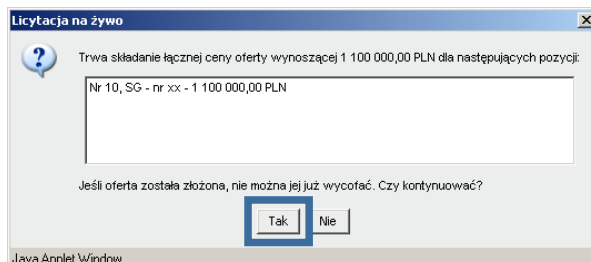 Licytacja na żywo
Trwa składanie łącznej ceny oferty wynoszącej 1 100 000,00 PLN dla następujących pozycji:
Nr 10, SG - nr xx - 1 100 000,00 PLN
Jeśli oferta została złożona, nie można jej już wycofać. Czy kontynuować?
Tak Nie
Java Applet Window